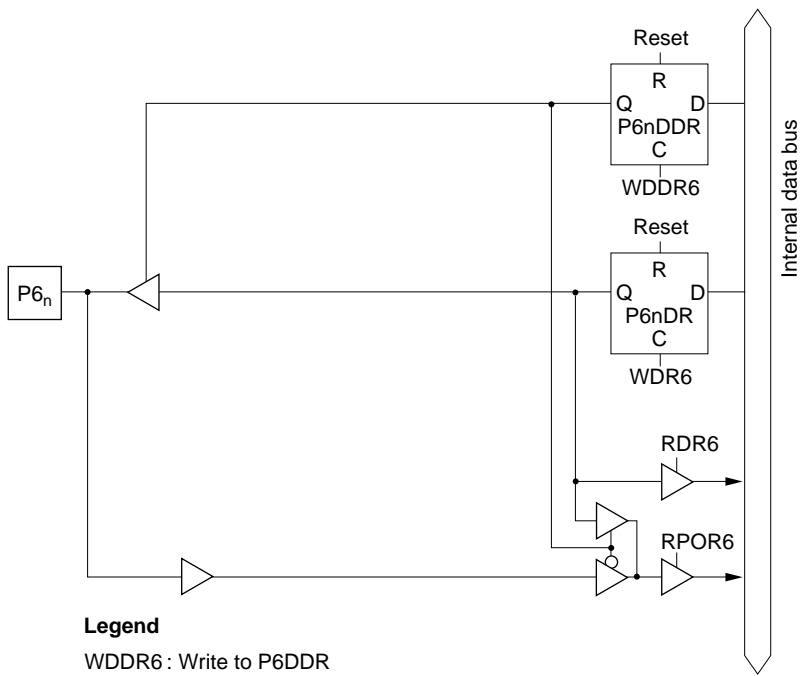 Reset
R
Q D
P6nDDR
C
WDDR6
Reset
R
Q D
P6nDR
C
WDR6
P6n
RDR6
RPOR6
Internal data bus
Legend
WDDR6 : Write to P6DDR